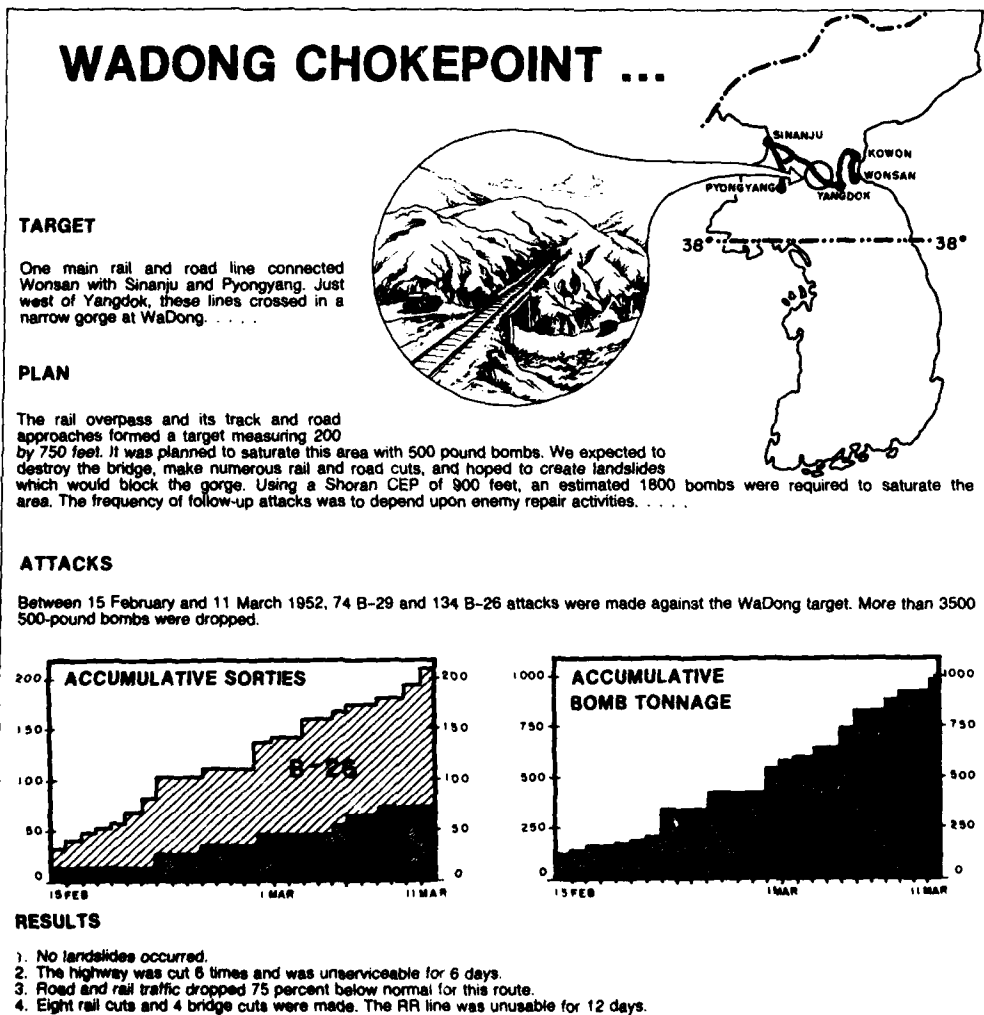 WADONG CHOKEPOINT ...
SINANJU
KOWON
WONSAN
PYONGYANG
YANGDOK
38°
38°
TARGET
One main rail and road line connected
Wonsan with Sinanju and Pyongyang. Just
west of Yangdok, these lines crossed in a
narrow gorge at WaDong. . . . .
PLAN
The rail overpass and its track and road
approaches formed a target measuring 200
by 750 feet. It was planned to saturate this area with 500 pound bombs. We expected to
destroy the bridge, make numerous rail and road cuts, and hoped to create landslides
which would block the gorge. Using a Shoran CEP of 900 feet, an estimated 1800 bombs were required to saturate the
area. The frequency of follow-up attacks was to depend upon enemy repair activities. . . . .
ATTACKS
Between 15 February and 11 March 1952, 74 B-29 and 134 B-26 attacks were made against the WaDong target. More than 3500
500-pound bombs were dropped.
ACCUMULATIVE SORTIES
200
150
100
50
0
B-26
200
150
100
50
0
15 FEB
1 MAR
11 MAR
ACCUMULATIVE
BOMB TONNAGE
1000
750
500
250
0
1000
750
500
250
0
15 FEB
1 MAR
11 MAR
RESULTS
1. No landslides occurred.
2. The highway was cut 6 times and was unserviceable for 6 days.
3. Road and rail traffic dropped 75 percent below normal for this route.
4. Eight rail cuts and 4 bridge cuts were made. The RR line was unusable for 12 days.